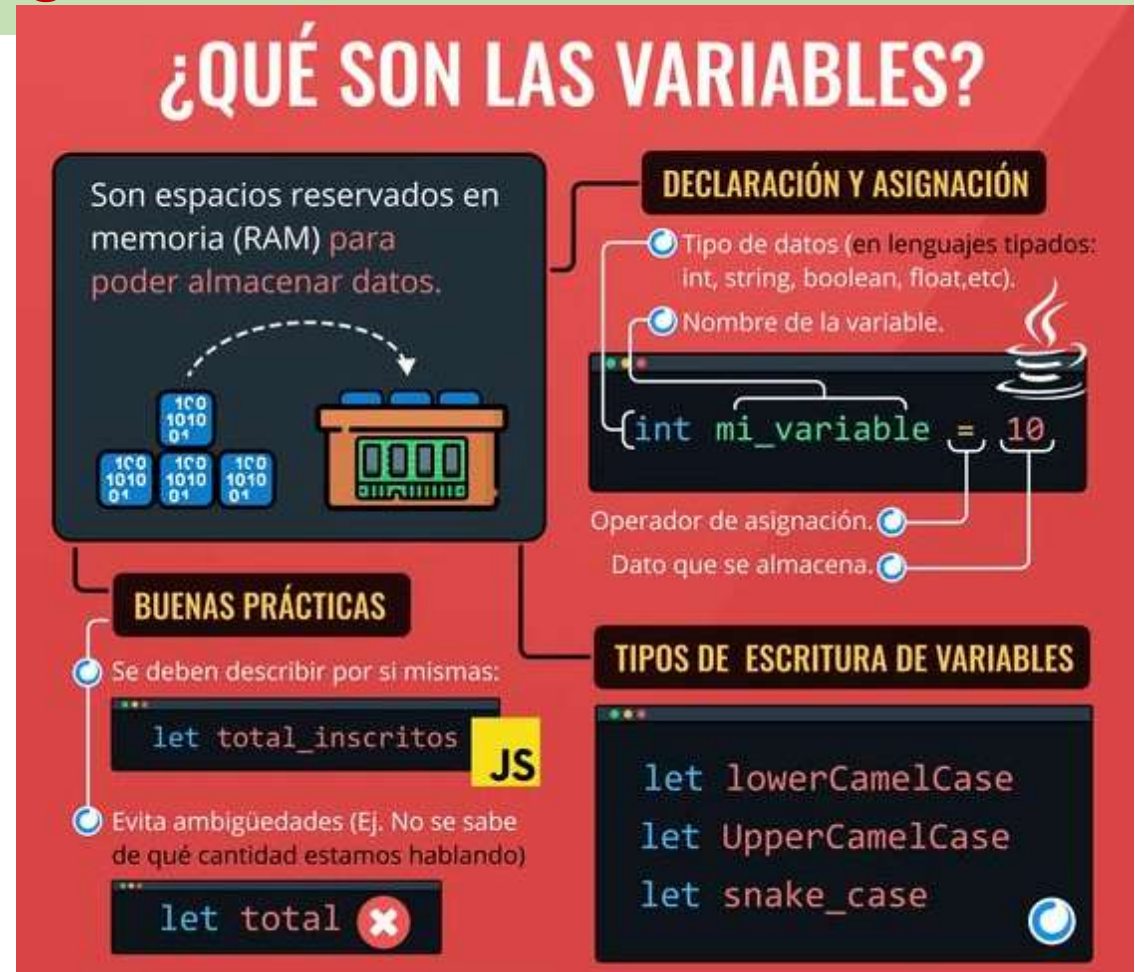 ¿QUÉ SON LAS VARIABLES?
Son espacios reservados en
memoria (RAM) para
poder almacenar datos.
100
1010
01
100
1010
01
100
1010
01
100
1010
01
DECLARACIÓN Y ASIGNACIÓN
Tipo de datos (en lenguajes tipados:
int, string, boolean, float,etc).
Nombre de la variable.
int mi_variable = 10
Operador de asignación.
Dato que se almacena.
BUENAS PRÁCTICAS
Se deben describir por si mismas:
let total_inscritos
JS
Evita ambigüedades (Ej. No se sabe
de qué cantidad estamos hablando)
let total
TIPOS DE ESCRITURA DE VARIABLES
let lowerCamelCase
let UpperCamelCase
let snake_case